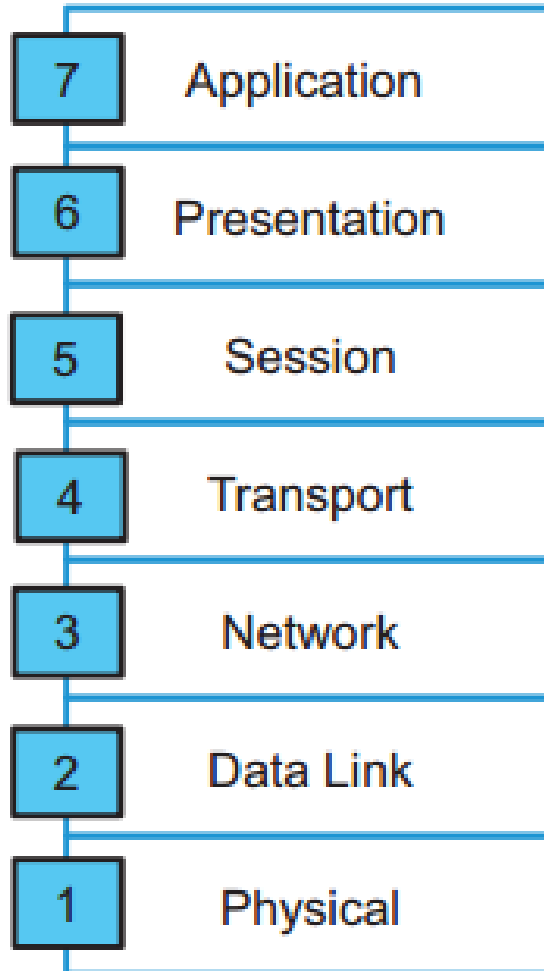 7 Application
6 Presentation
5 Session
4 Transport
3 Network
2 Data Link
1 Physical